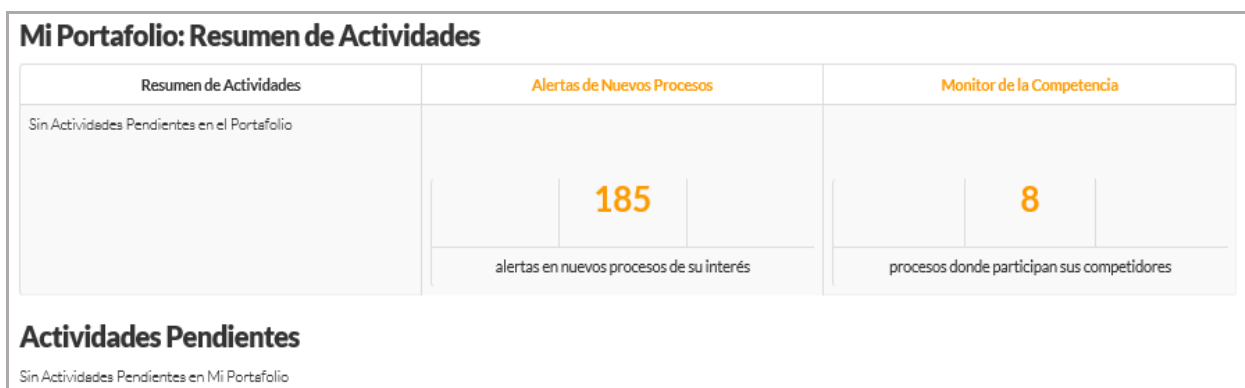 Mi Portafolio: Resumen de Actividades
Resumen de Actividades
Alertas de Nuevos Procesos
Monitor de la Competencia
Sin Actividades Pendientes en el Portafolio
185
8
alertas en nuevos procesos de su interés
procesos donde participan sus competidores
Actividades Pendientes
Sin Actividades Pendientes en Mi Portafolio